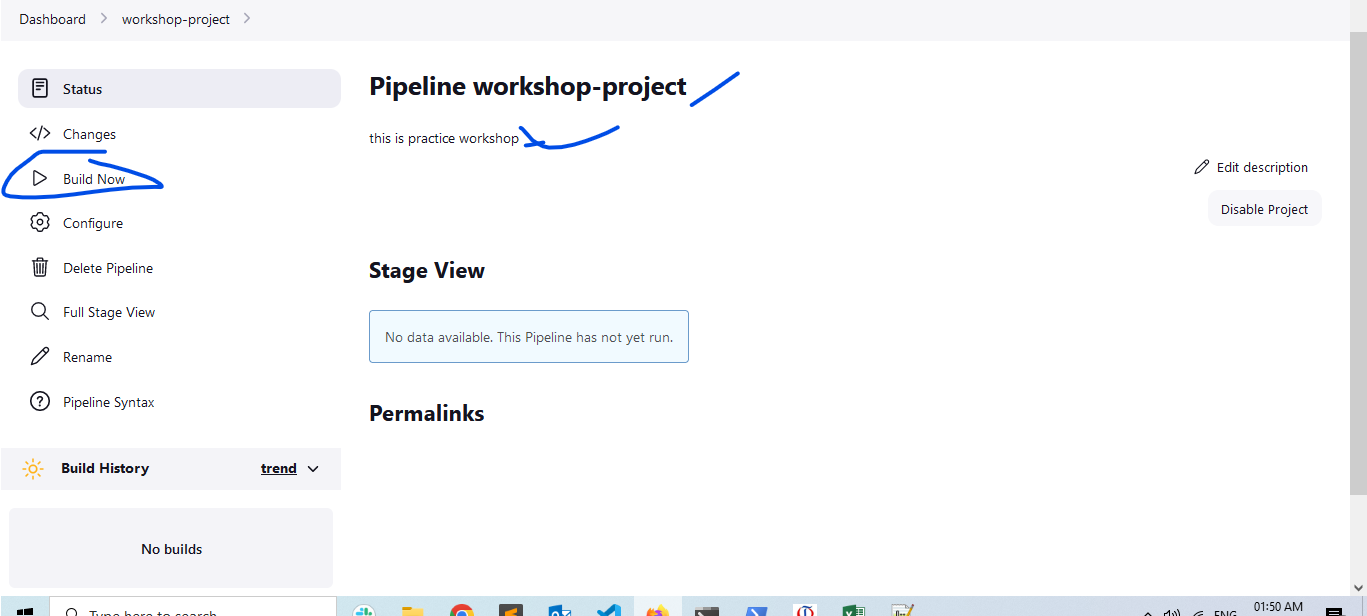 Dashboard > workshop-project >
Status
Changes
Build Now
Configure
Delete Pipeline
Full Stage View
Rename
Pipeline Syntax
Build History trend
No builds
Pipeline workshop-project
this is practice workshop
Edit description
Disable Project
Stage View
No data available. This Pipeline has not yet run.
Permalinks
Type here to search
ENG
01:50 AM